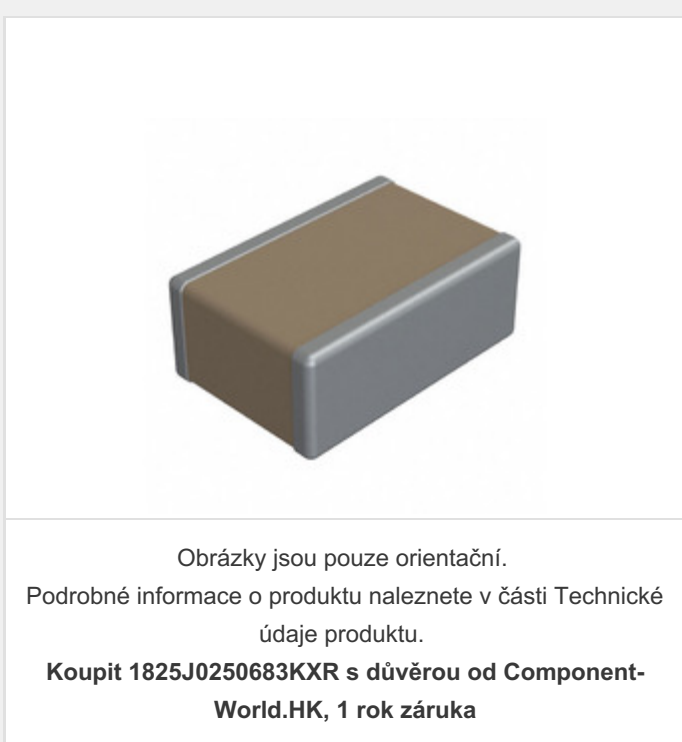 Obrázky jsou pouze orientační.
Podrobné informace o produktu naleznete v části Technické
údaje produktu.
Koupit 1825J0250683KXR s důvěrou od Component-
World.HK, 1 rok záruka